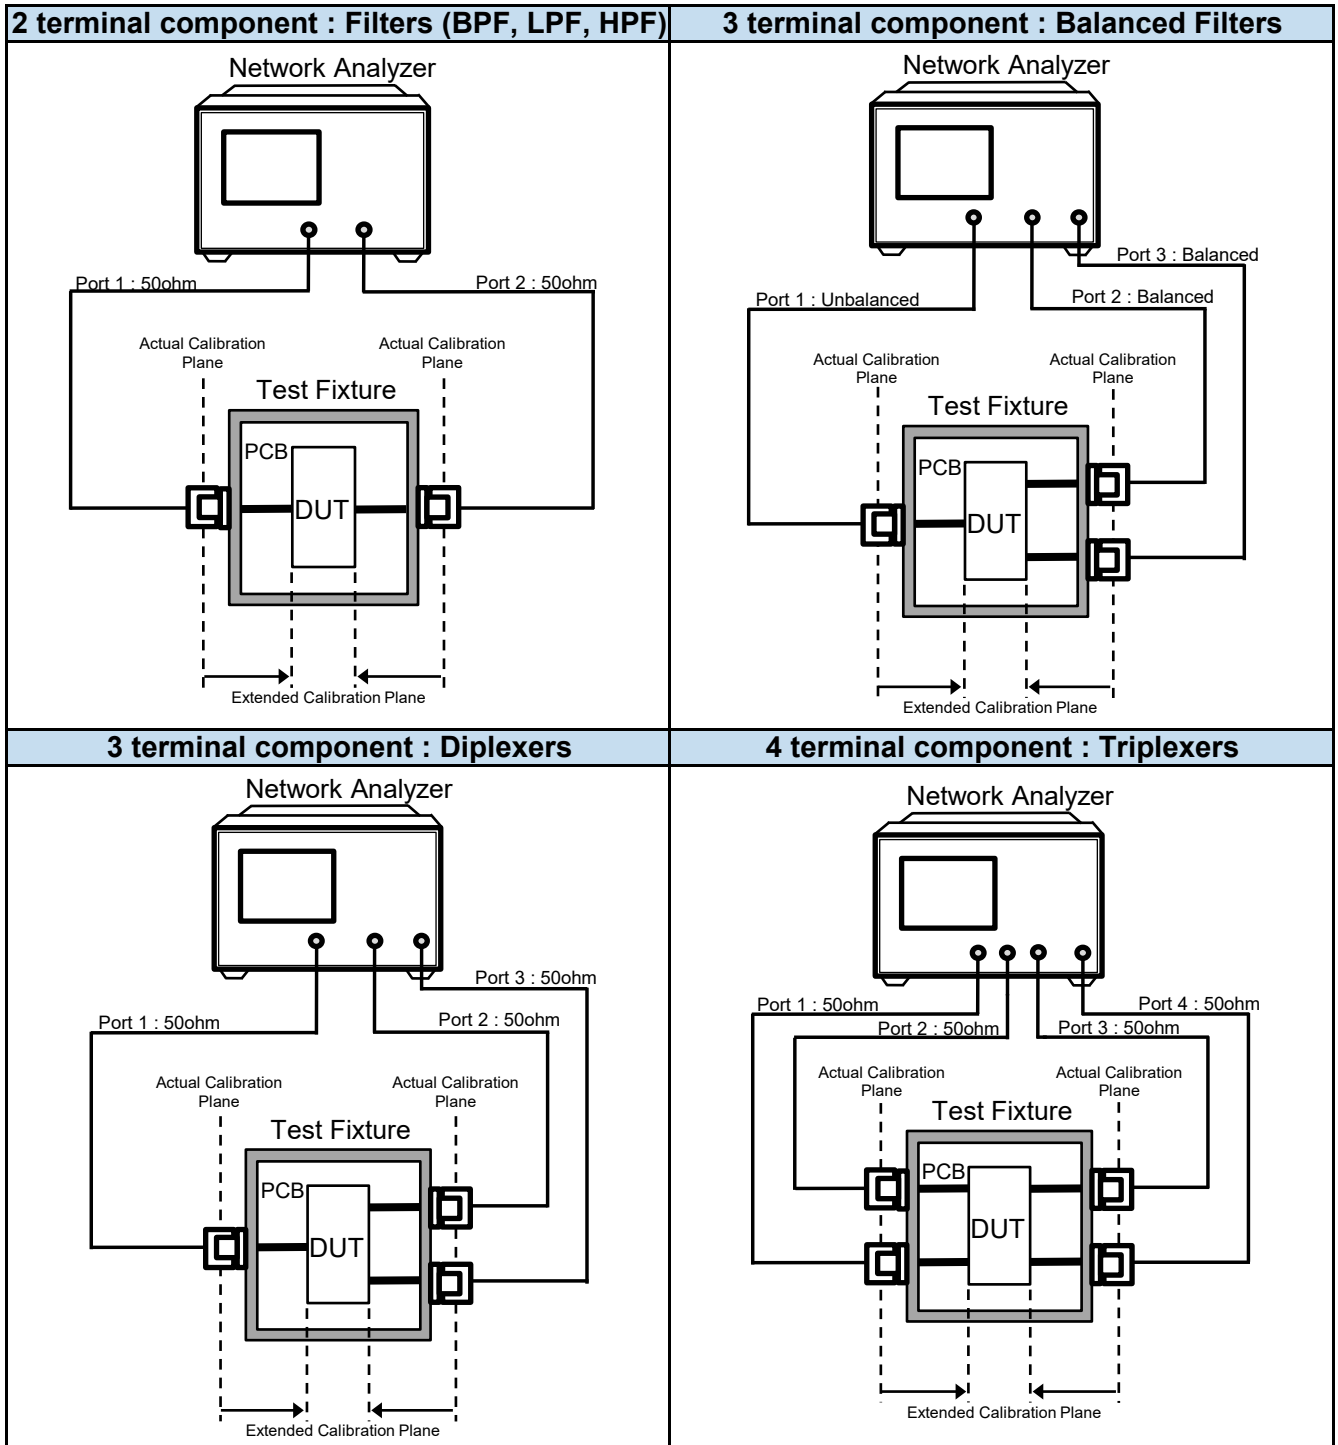 2 terminal component : Filters (BPF, LPF, HPF)
Network Analyzer
Port 1 : 50ohm
Port 2 : 50ohm
Actual Calibration
Plane
Actual Calibration
Plane
Test Fixture
PCB
DUT
Extended Calibration Plane
3 terminal component : Balanced Filters
Network Analyzer
Port 3 : Balanced
Port 1 : Unbalanced
Port 2 : Balanced
Actual Calibration
Plane
Actual Calibration
Plane
Test Fixture
PCB
DUT
Extended Calibration Plane
3 terminal component : Diplexers
Network Analyzer
Port 3 : 50ohm
Port 1 : 50ohm
Port 2 : 50ohm
Actual Calibration
Plane
Actual Calibration
Plane
Test Fixture
PCB
DUT
Extended Calibration Plane
4 terminal component : Triplexers
Network Analyzer
Port 1 : 50ohm
Port 4 : 50ohm
Port 2 : 50ohm
Port 3 : 50ohm
Actual Calibration
Plane
Actual Calibration
Plane
Test Fixture
PCB
DUT
Extended Calibration Plane